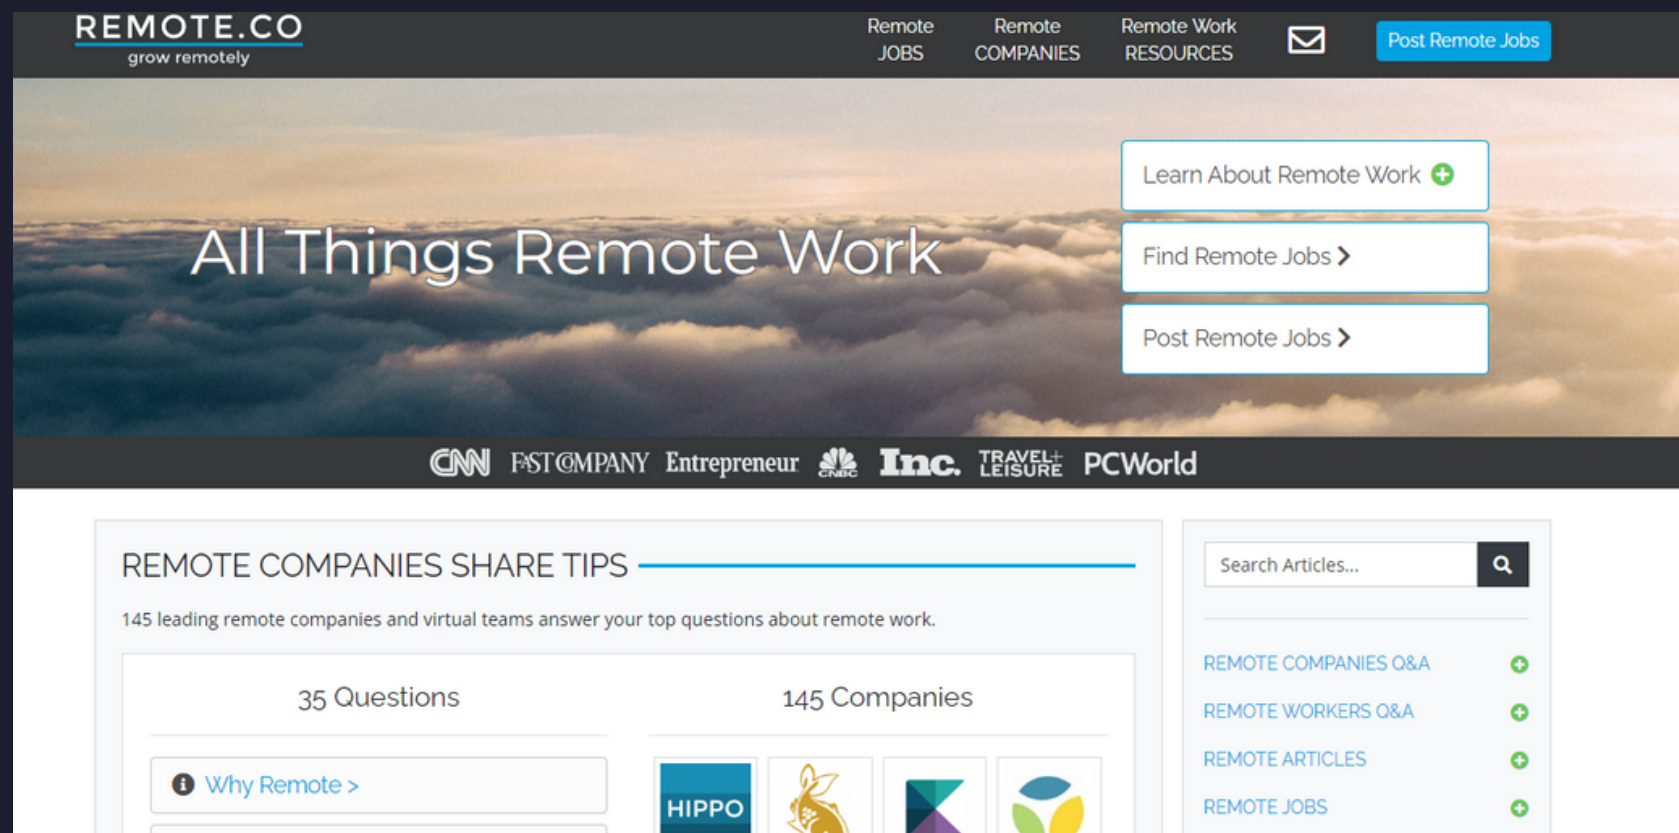 REMOTE.CO
grow remotely
Remote
JOBS
Remote
COMPANIES
Remote Work
RESOURCES
Post Remote Jobs
All Things Remote Work
Learn About Remote Work
Find Remote Jobs
Post Remote Jobs
CNN FAST COMPANY Entrepreneur CNBC Inc. TRAVEL+ LEISURE PCWorld
REMOTE COMPANIES SHARE TIPS
145 leading remote companies and virtual teams answer your top questions about remote work.
35 Questions
Why Remote >
145 Companies
HIPPO
Search Articles...
REMOTE COMPANIES Q&A
REMOTE WORKERS Q&A
REMOTE ARTICLES
REMOTE JOBS